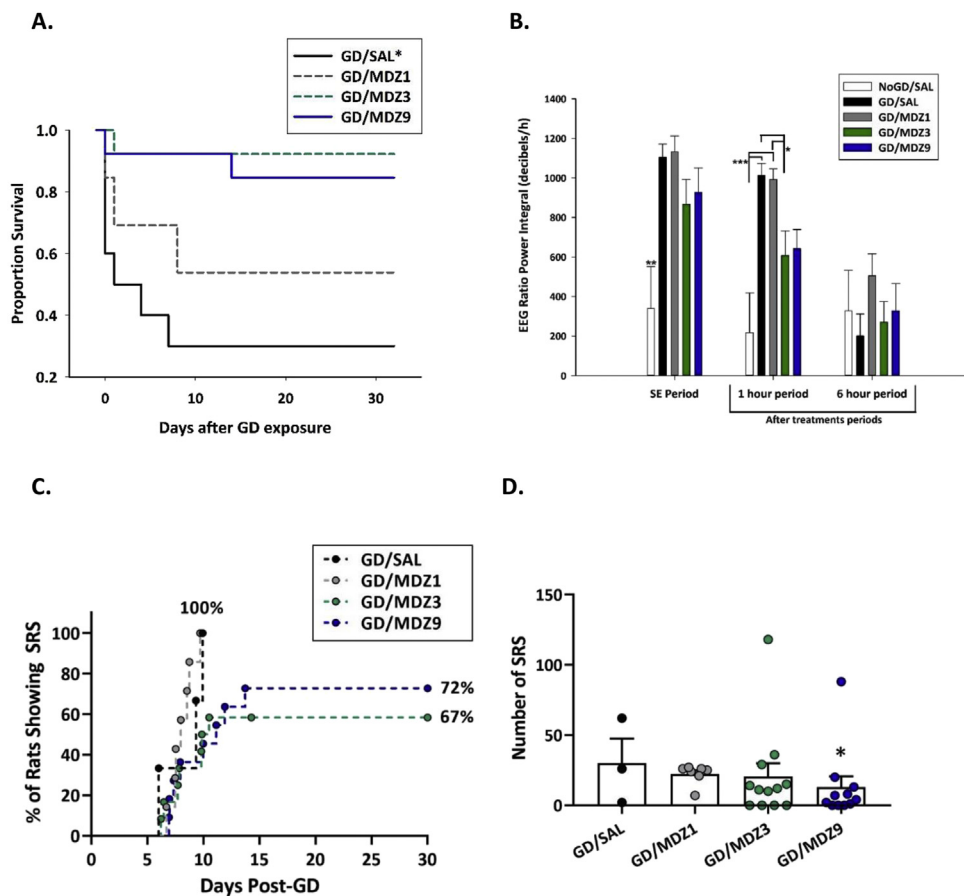 A.
GD/SAL*
GD/MDZ1
GD/MDZ3
GD/MDZ9
Proportion Survival
1.0
0.8
0.6
0.4
0.2
0 10 20 30
Days after GD exposure
B.
NoGD/SAL
GD/SAL
GD/MDZ1
GD/MDZ3
GD/MDZ9
EEG Ratio Power Integral (decibels/h)
1400
1200
1000
800
600
400
200
0
**
***
*
SE Period 1 hour period 6 hour period
After treatments periods
C.
GD/SAL
GD/MDZ1
GD/MDZ3
GD/MDZ9
% of Rats Showing SRS
100
80
60
40
20
0
100%
72%
67%
0 5 10 15 20 25 30
Days Post-GD
D.
Number of SRS
150
100
50
0
*
GD/SAL GD/MDZ1 GD/MDZ3 GD/MDZ9